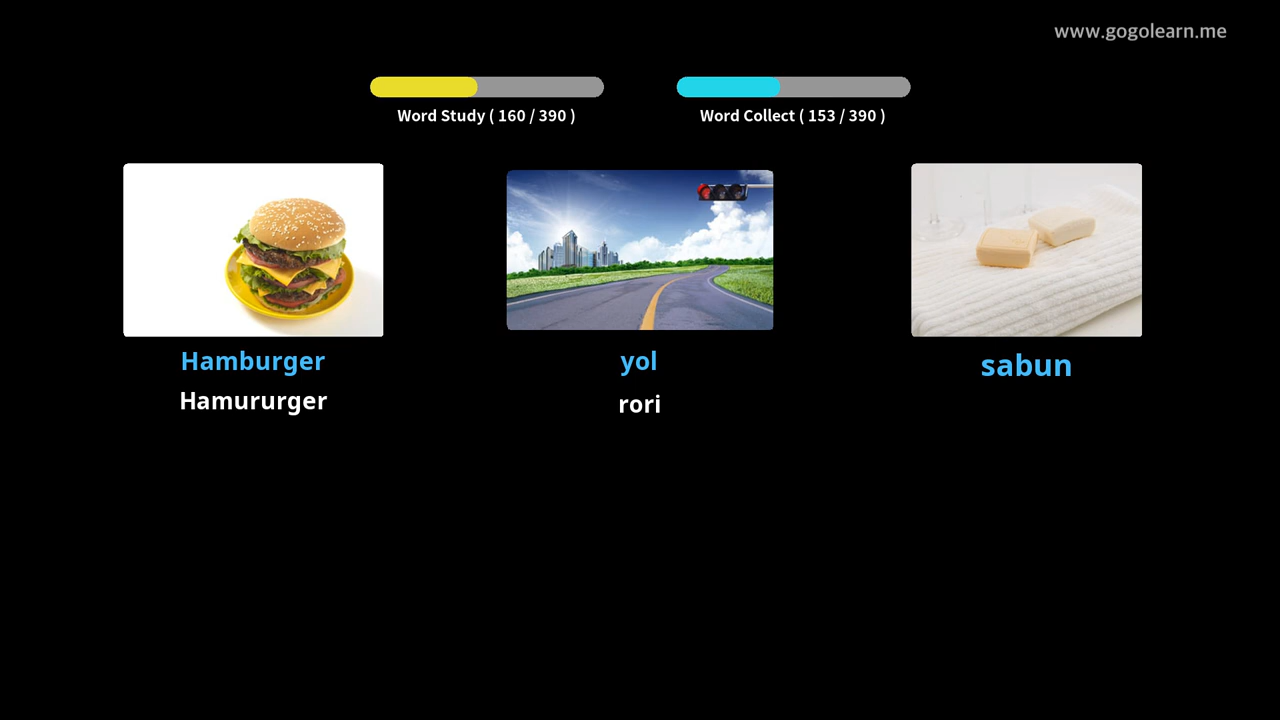 www.gogolearn.me
Word Study ( 160 / 390 )
Word Collect ( 153 / 390 )
Hamburger
Hamururger
yol
rori
sabun